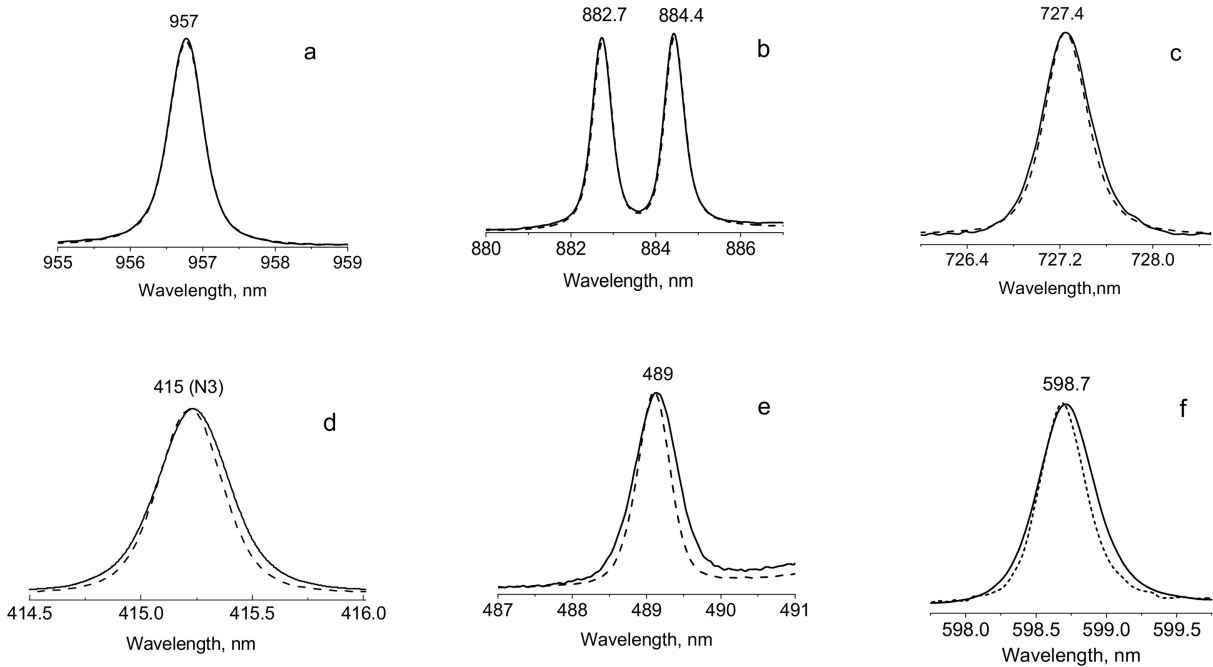 957
a
955 956 957 958 959
Wavelength, nm
882.7 884.4
b
880 882 884 886
Wavelength, nm
727.4
c
726.4 727.2 728.0
Wavelength,nm
415 (N3)
d
414.5 415.0 415.5 416.0
Wavelength, nm
489
e
487 488 489 490 491
Wavelength, nm
598.7
f
598.0 598.5 599.0 599.5
Wavelength, nm